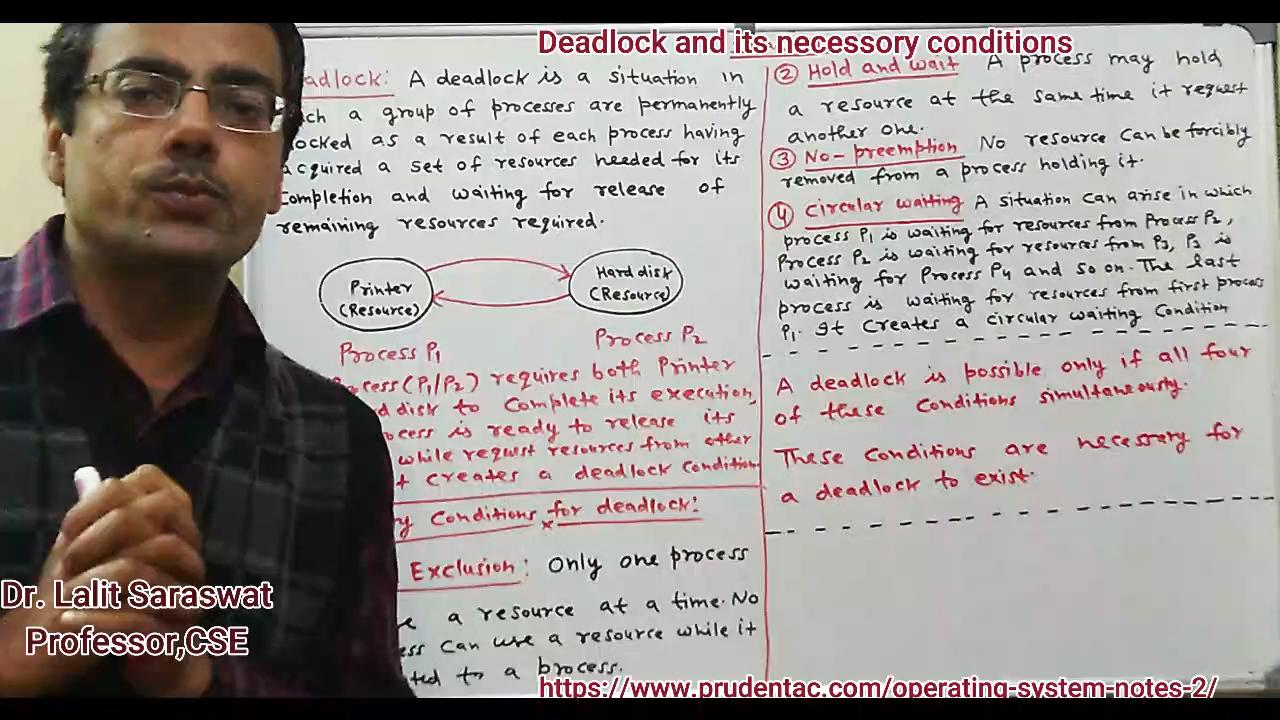 Deadlock and its necessory conditions
adlock: A deadlock is a situation in
ch a group of processes are permanently
locked as a result of each process having
acquired a set of resources needed for its
Completion and waiting for release of
remaining resources required.
Printer
(Resource)
Hard disk
(Resource)
Process P1
Process P2
ocess (P1/P2) requires both Printer
d disk to Complete its execution,
ocess is ready to release its
while request resources from other
t creates a deadlock condition
y Conditions for deadlock:
Exclusion: Only one process
e a resource at a time. No
ess can use a resource while it
ted to a process.
② Hold and wait A process may hold
a resource at the same time it request
another one.
③ No-preemption No resource can be forcibly
removed from a process holding it.
④ Circular waiting A situation can arise in which
process P1 is waiting for resources from Process P2,
Process P2 is waiting for resources from P3, P3 is
waiting for Process P4 and so on. The last
process is waiting for resources from first process
P1. It creates a circular waiting Condition
A deadlock is possible only if all four
of these Conditions simultaneously.
These Conditions are necessary for
a deadlock to exist.
Dr. Lalit Saraswat
Professor,CSE
https://www.prudentac.com/operating-system-notes-2/